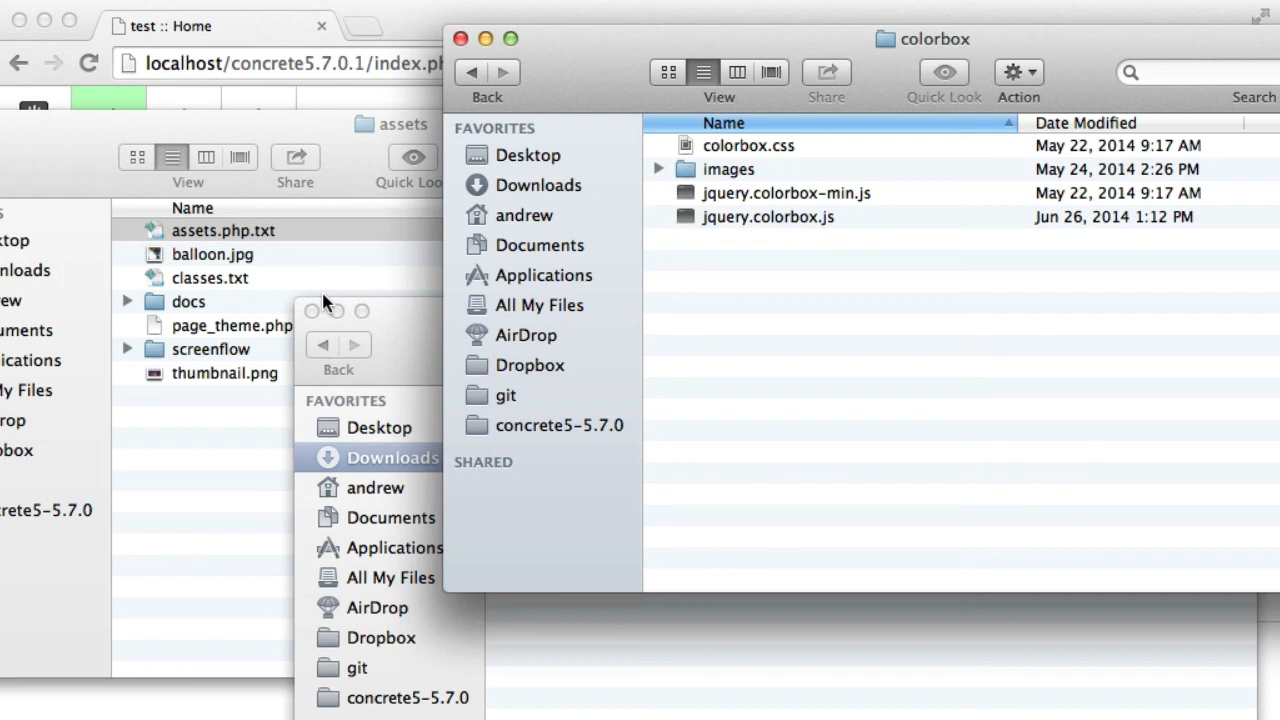 test :: Home
localhost/concrete5.7.0.1/index.ph
assets
View
Share
Quick Loo
Name
assets.php.txt
balloon.jpg
classes.txt
docs
page_theme.php
screenflow
thumbnail.png
s
ktop
nloads
ew
uments
ications
My Files
rop
pbox
rete5-5.7.0
Back
FAVORITES
Desktop
Downloads
andrew
Documents
Applications
All My Files
AirDrop
Dropbox
git
concrete5-5.7.0
colorbox
Back
View
Share
Quick Look
Action
Search
FAVORITES
Desktop
Downloads
andrew
Documents
Applications
All My Files
AirDrop
Dropbox
git
concrete5-5.7.0
SHARED
Name Date Modified
colorbox.css May 22, 2014 9:17 AM
images May 24, 2014 2:26 PM
jquery.colorbox-min.js May 22, 2014 9:17 AM
jquery.colorbox.js Jun 26, 2014 1:12 PM